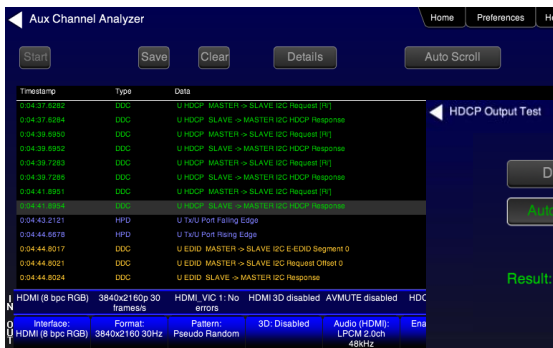 Aux Channel Analyzer
Home Preferences
Start Save Clear Details Auto Scroll
Timestamp Type Data
0:04:37.6282 DDC U HDCP MASTER -> SLAVE I2C Request [Ri']
0:04:37.6284 DDC U HDCP SLAVE -> MASTER I2C HDCP Response
0:04:39.6950 DDC U HDCP MASTER -> SLAVE I2C Request [Ri']
0:04:39.6952 DDC U HDCP SLAVE -> MASTER I2C HDCP Response
0:04:39.7283 DDC U HDCP MASTER -> SLAVE I2C Request [Ri']
0:04:39.7286 DDC U HDCP SLAVE -> MASTER I2C HDCP Response
0:04:41.8951 DDC U HDCP MASTER -> SLAVE I2C Request [Ri']
0:04:41.8954 DDC U HDCP SLAVE -> MASTER I2C HDCP Response
0:04:43.2121 HPD U Tx/U Port Falling Edge
0:04:44.6678 HPD U Tx/U Port Rising Edge
0:04:44.8017 DDC U EDID MASTER -> SLAVE I2C E-EDID Segment 0
0:04:44.8021 DDC U EDID MASTER -> SLAVE I2C Request Offset 0
0:04:44.8024 DDC U EDID SLAVE -> MASTER I2C Response
HDCP Output Test
D
Auto
Result:
IN
HDMI (8 bpc RGB) 3840x2160p 30 HDMI_VIC 1: No HDMI 3D disabled AVMUTE disabled HDC
frames/s errors
OUT
Interface: Format: Pattern: 3D: Disabled Audio (HDMI): Ena
HDMI (8 bpc RGB) 3840x2160 30Hz Pseudo Random LPCM 2.0ch
48kHz